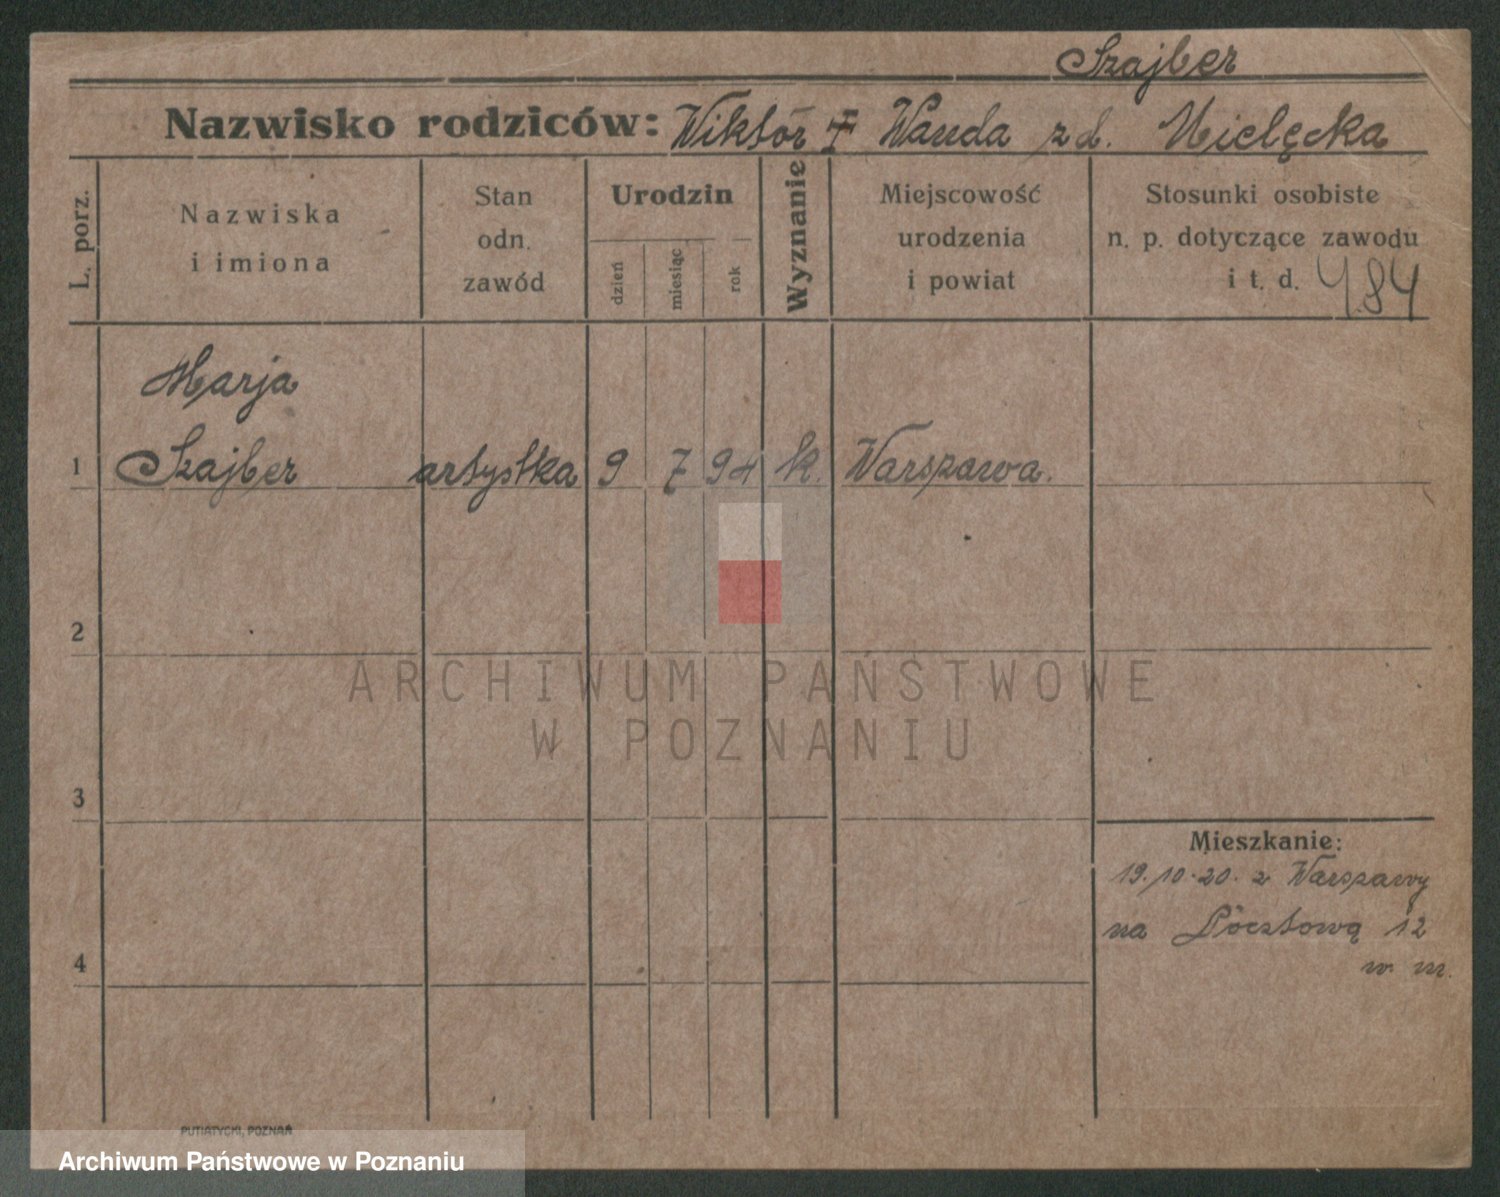 Szajber
Nazwisko rodziców: Wiktor Wanda zd. Mielęcka
L. porz.
Nazwiska
i imiona
Stan
odn.
zawód
Urodzin
dzień
miesiąc
rok
Wyznanie
Miejscowość
urodzenia
i powiat
Stosunki osobiste
n. p. dotyczące zawodu
i t. d.
Marja
1 Szajber artystka 9 7 94 k. Warszawa.
2
3
4
Mieszkanie:
19.10.20. z Warszawy
na Pocztową 12
w m.
PUTIATYCKI, POZNAŃ
ARCHIWUM PAŃSTWOWE
W POZNANIU
Archiwum Państwowe w Poznaniu